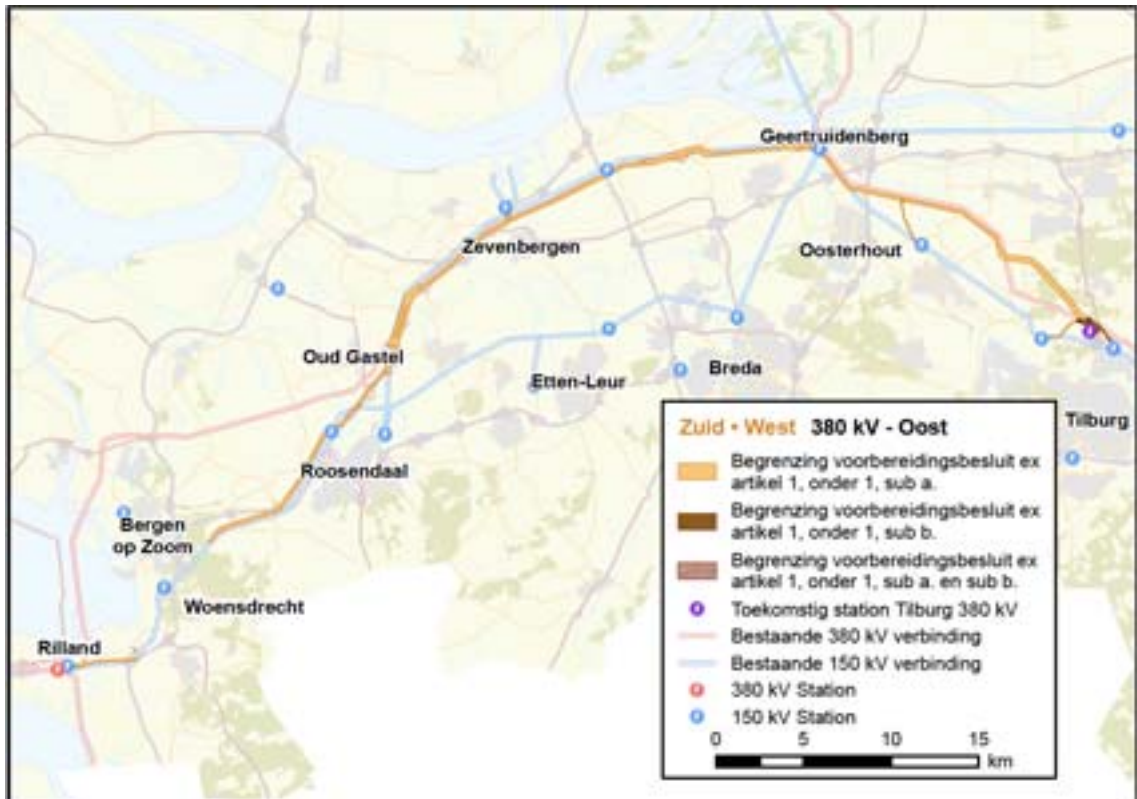 Geertruidenberg
Zevenbergen
Oosterhout
Oud Gastel
Etten-Leur
Breda
Tilburg
Roosendaal
Bergen
op Zoom
Woensdrecht
Rilland
Zuid • West 380 kV - Oost
Begrenzing voorbereidingsbesluit ex
artikel 1, onder 1, sub a.
Begrenzing voorbereidingsbesluit ex
artikel 1, onder 1, sub b.
Begrenzing voorbereidingsbesluit ex
artikel 1, onder 1, sub a. en sub b.
Toekomstig station Tilburg 380 kV
Bestaande 380 kV verbinding
Bestaande 150 kV verbinding
380 kV Station
150 kV Station
0 5 10 15
km